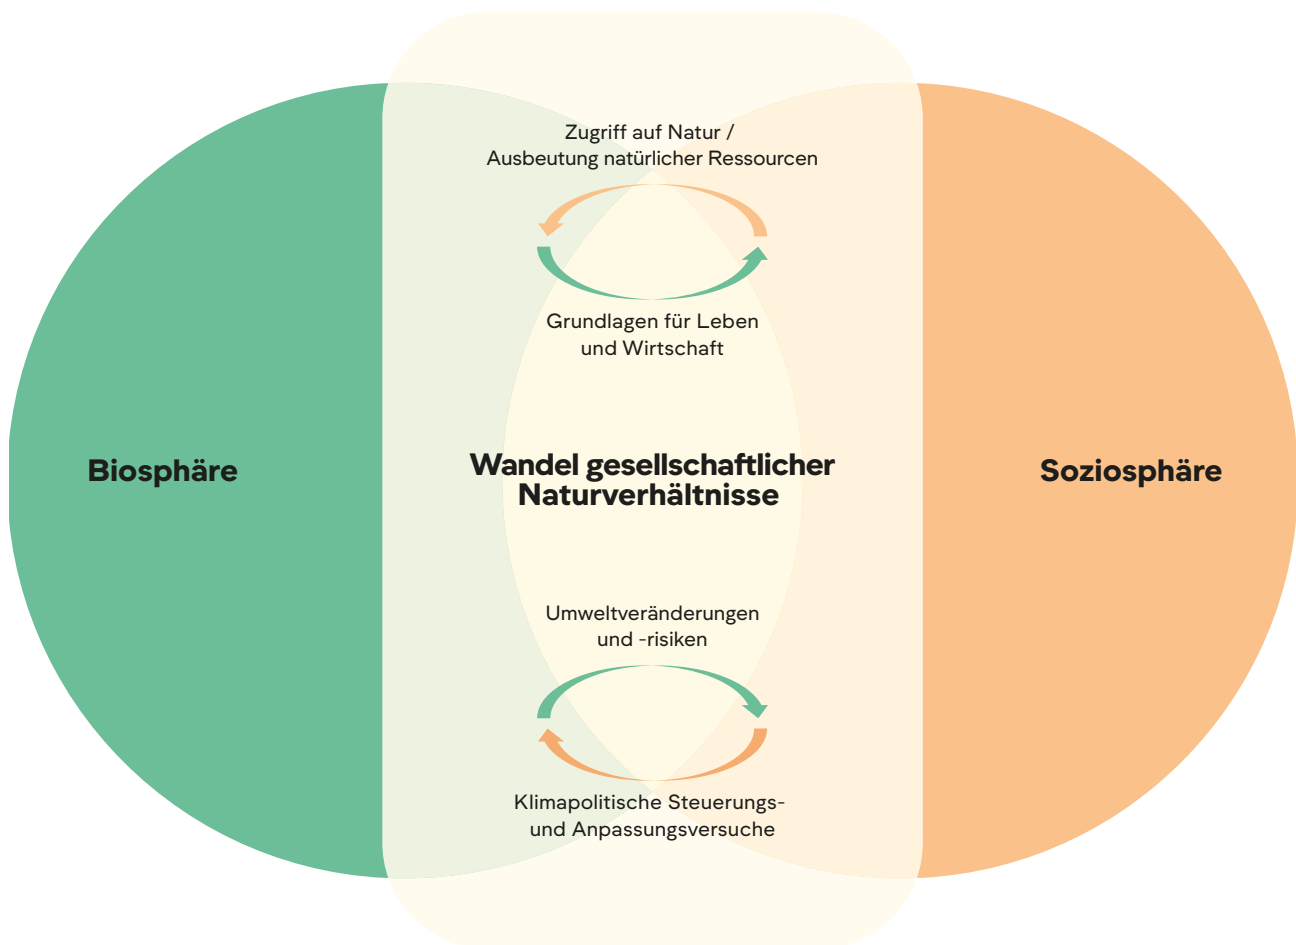 Zugriff auf Natur /
Ausbeutung natürlicher Ressourcen
Grundlagen für Leben
und Wirtschaft
Biosphäre
Wandel gesellschaftlicher
Naturverhältnisse
Soziosphäre
Umweltveränderungen
und -risiken
Klimapolitische Steuerungs-
und Anpassungsversuche